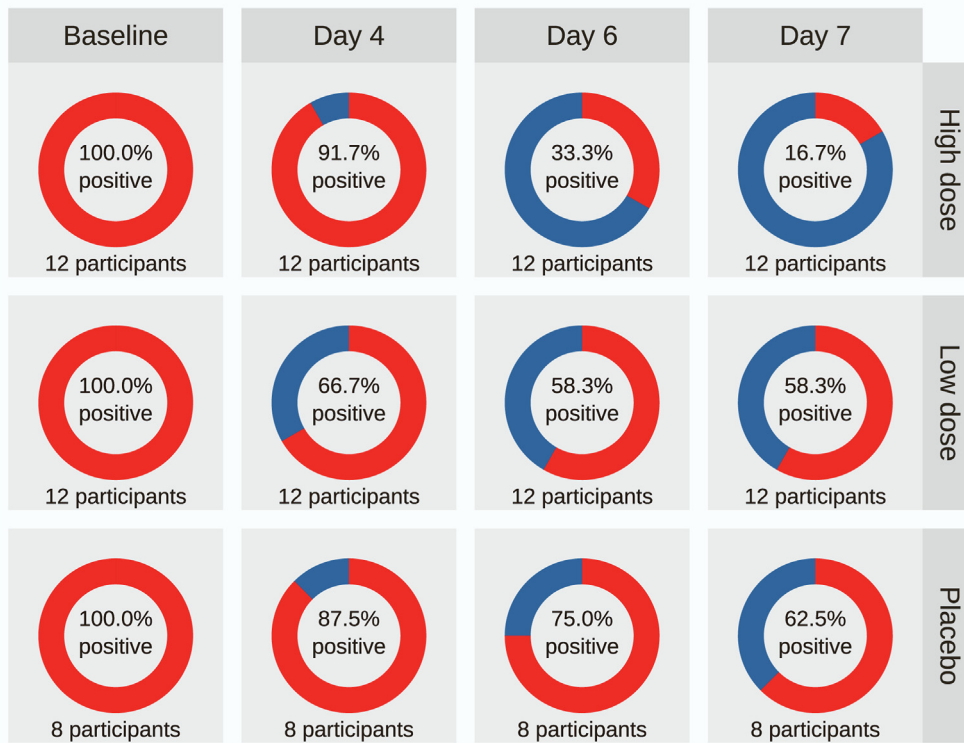 Baseline
Day 4
Day 6
Day 7
High dose
100.0%
positive
12 participants
91.7%
positive
12 participants
33.3%
positive
12 participants
16.7%
positive
12 participants
Low dose
100.0%
positive
12 participants
66.7%
positive
12 participants
58.3%
positive
12 participants
58.3%
positive
12 participants
Placebo
100.0%
positive
8 participants
87.5%
positive
8 participants
75.0%
positive
8 participants
62.5%
positive
8 participants